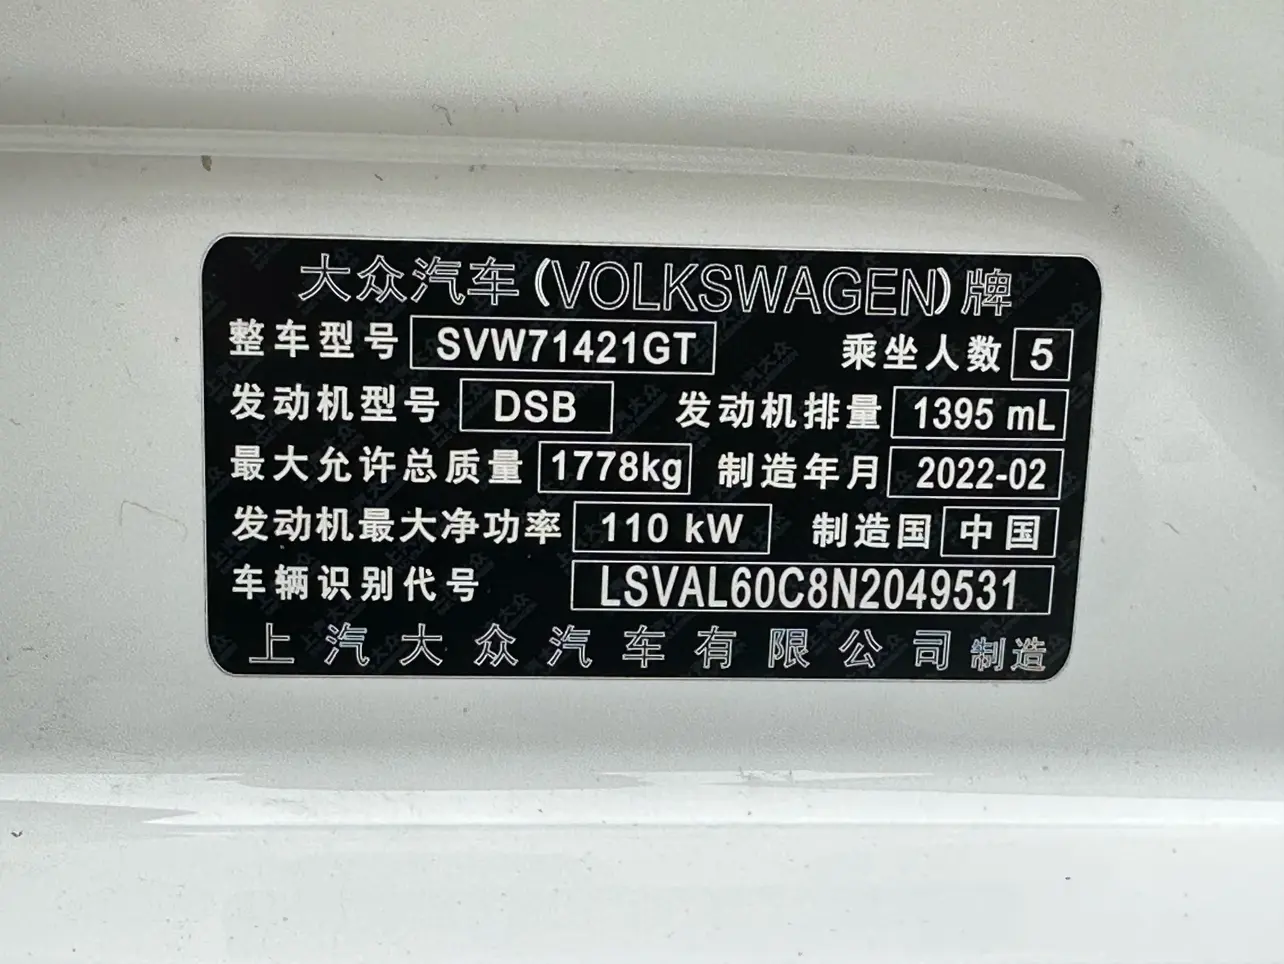 大众汽车(VOLKSWAGEN)牌
整车型号 SVW71421GT 乘坐人数 5
发动机型号 DSB 发动机排量 1395 mL
最大允许总质量 1778kg 制造年月 2022-02
发动机最大净功率 110 kW 制造国 中国
车辆识别代号 LSVAL60C8N2049531
上汽大众汽车有限公司制造